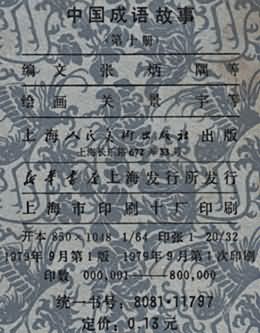 中国成语故事
(第十册)
编文 张炳隅等
绘画 关景宇等
上海人民美术出版社 出版
上海长乐路672弄33号
新华书店上海发行所发行
上海市印刷十厂印刷
开本 850×1048 1/64 印张 1-20/32
1979年9月第1版 1979年9月第1次印刷
印数 000,001——800,000
统一书号: 8081·11797
定价: 0.13元